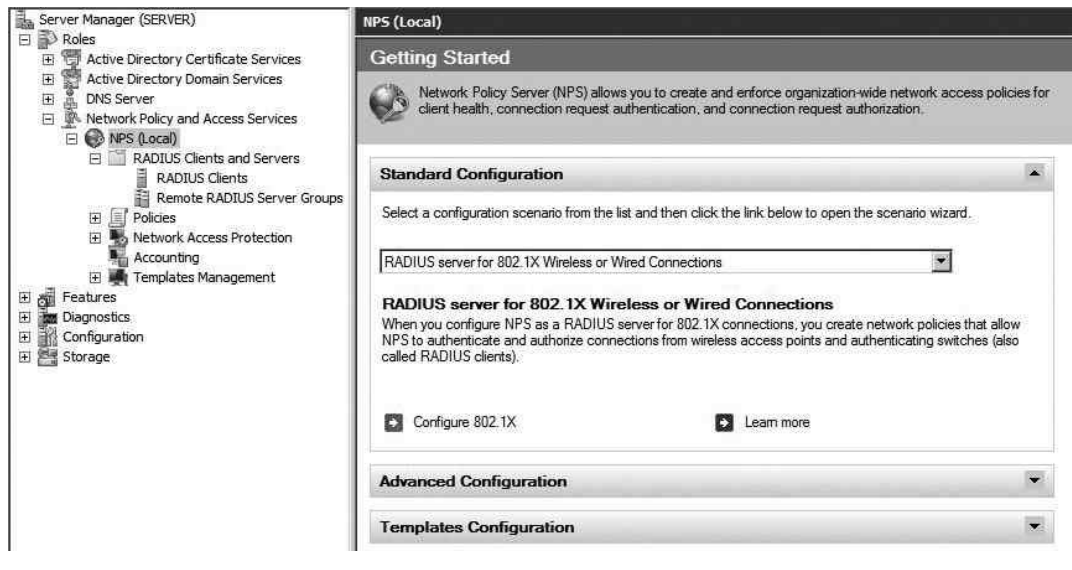 Server Manager (SERVER)
Roles
Active Directory Certificate Services
Active Directory Domain Services
DNS Server
Network Policy and Access Services
NPS (Local)
RADIUS Clients and Servers
RADIUS Clients
Remote RADIUS Server Groups
Policies
Network Access Protection
Accounting
Templates Management
Features
Diagnostics
Configuration
Storage
NPS (Local)
Getting Started
Network Policy Server (NPS) allows you to create and enforce organization-wide network access policies for
client health, connection request authentication, and connection request authorization.
Standard Configuration
Select a configuration scenario from the list and then click the link below to open the scenario wizard.
RADIUS server for 802.1X Wireless or Wired Connections
RADIUS server for 802.1X Wireless or Wired Connections
When you configure NPS as a RADIUS server for 802.1X connections, you create network policies that allow
NPS to authenticate and authorize connections from wireless access points and authenticating switches (also
called RADIUS clients).
Configure 802.1X
Learn more
Advanced Configuration
Templates Configuration